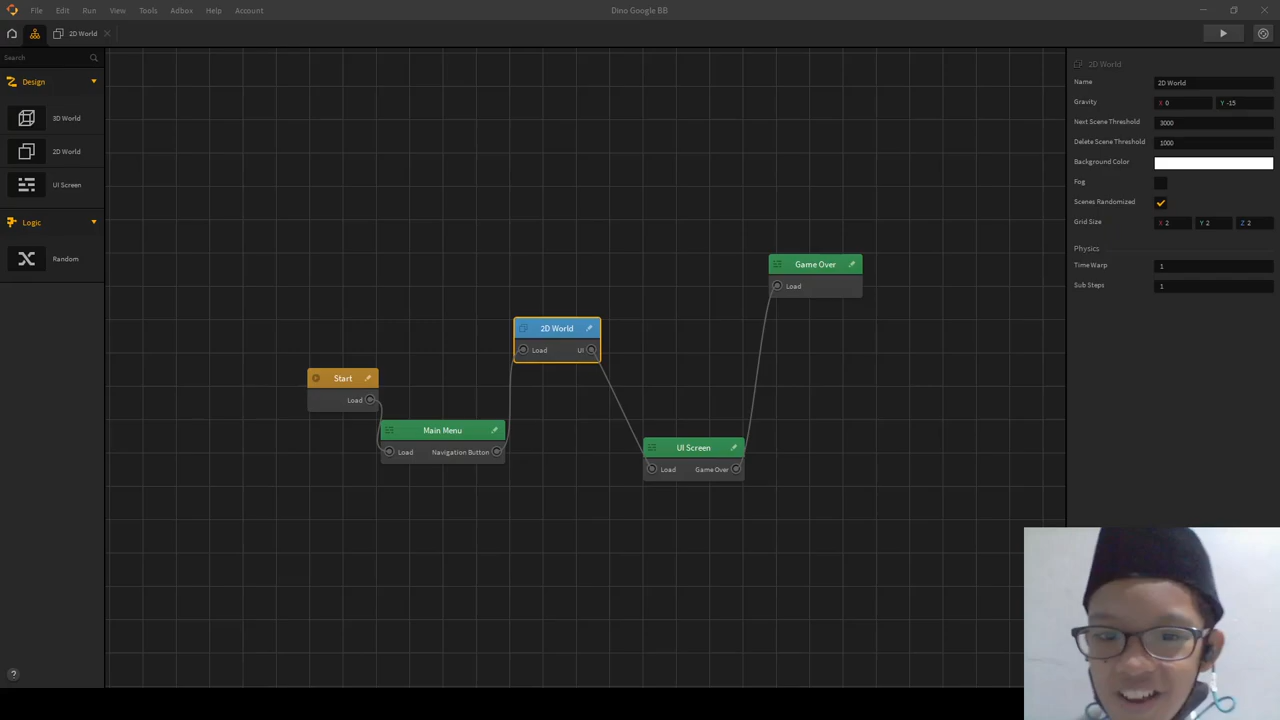 File Edit Run View Tools Adbox Help Account
Dino Google BB
2D World
Search
Design
3D World
2D World
UI Screen
Logic
Random
Start
Load
Main Menu
Load Navigation Button
2D World
Load UI
UI Screen
Load Game Over
Game Over
Load
2D World
Name 2D World
Gravity X 0 Y -15
Next Scene Threshold 3000
Delete Scene Threshold 1000
Background Color
Fog
Scenes Randomized
Grid Size X 2 Y 2 Z 2
Physics
Time Warp 1
Sub Steps 1
?